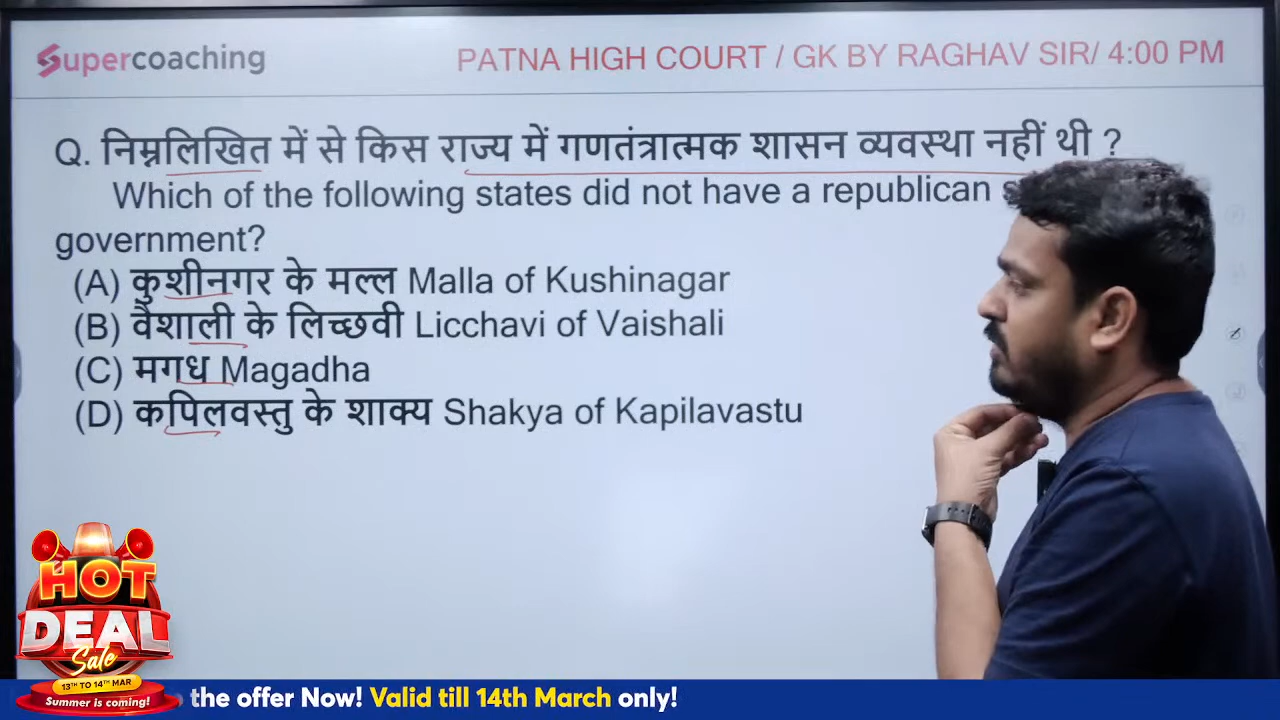 Supercoaching
PATNA HIGH COURT / GK BY RAGHAV SIR/ 4:00 PM
Q. निम्नलिखित में से किस राज्य में गणतंत्रात्मक शासन व्यवस्था नहीं थी ?
Which of the following states did not have a republican
government?
(A) कुशीनगर के मल्ल Malla of Kushinagar
(B) वैशाली के लिच्छवी Licchavi of Vaishali
(C) मगध Magadha
(D) कपिलवस्तु के शाक्य Shakya of Kapilavastu
HOT
DEAL
Sale
13TH TO 14TH MAR
Summer is coming!
the offer Now! Valid till 14th March only!